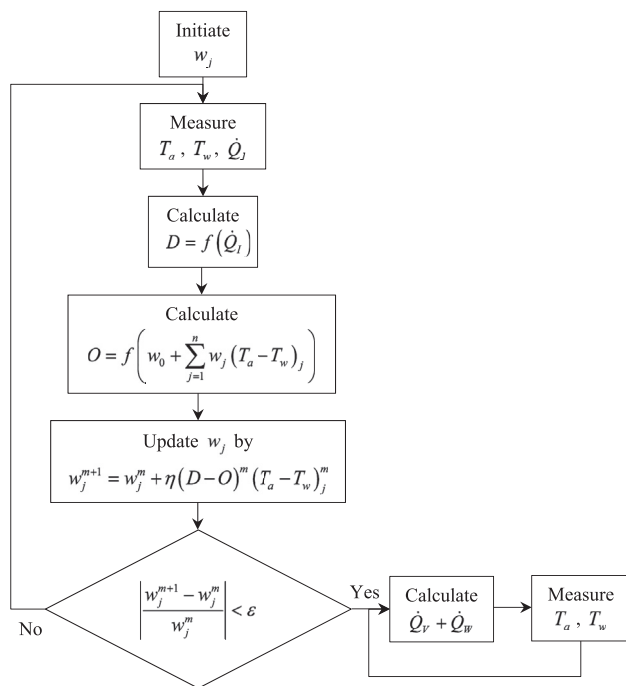 Initiate
w_j
Measure
T_a , T_w , Q̇_I
Calculate
D = f(Q̇_I)
Calculate
O = f(w_0 + ∑_{j=1}^{n} w_j (T_a − T_w)_j)
Update w_j by
w_j^{m+1} = w_j^m + η(D − O)^m (T_a − T_w)_j^m
|(w_j^{m+1} − w_j^m) / w_j^m| < ε
No
Yes
Calculate
Q̇_V + Q̇_W
Measure
T_a , T_w